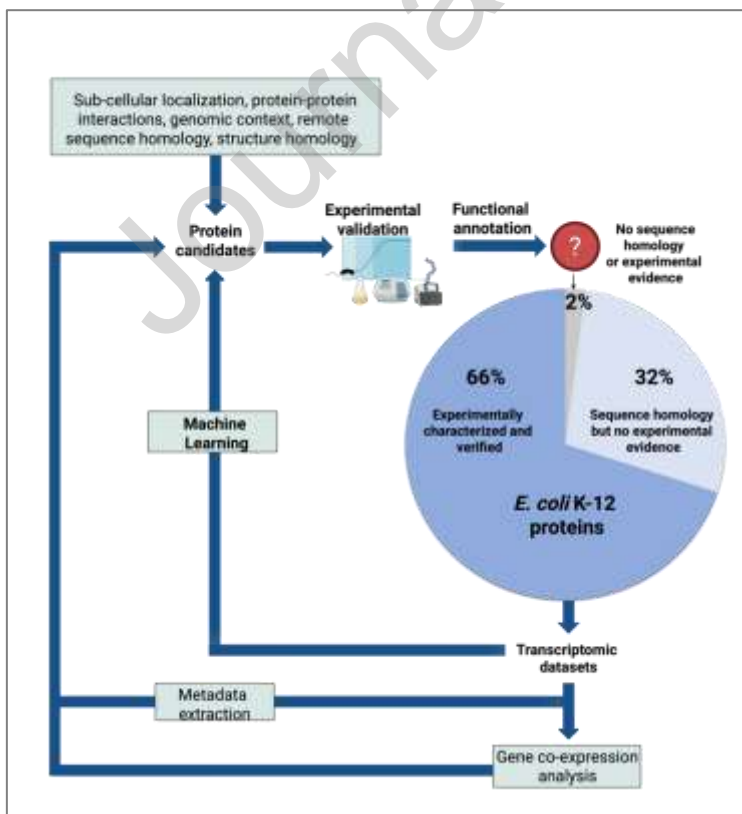 Journa
Sub-cellular localization, protein-protein
interactions, genomic context, remote
sequence homology, structure homology
Protein
candidates
Experimental
validation
Functional
annotation
?
No sequence
homology
or experimental
evidence
2%
66%
Experimentally
characterized and
verified
32%
Sequence homology
but no experimental
evidence
E. coli K-12
proteins
Machine
Learning
Transcriptomic
datasets
Metadata
extraction
Gene co-expression
analysis